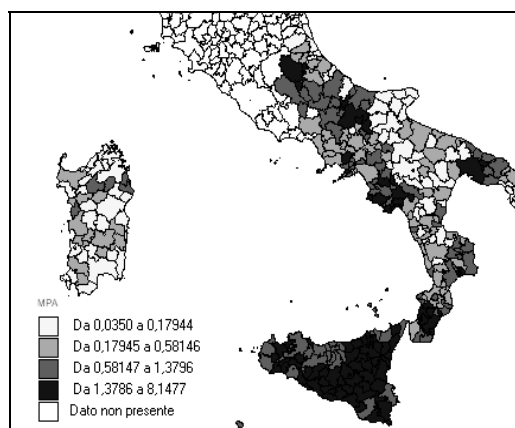 MPA
Da 0,0350 a 0,17944
Da 0,17945 a 0,58146
Da 0,58147 a 1,3796
Da 1,3786 a 8,1477
Dato non presente